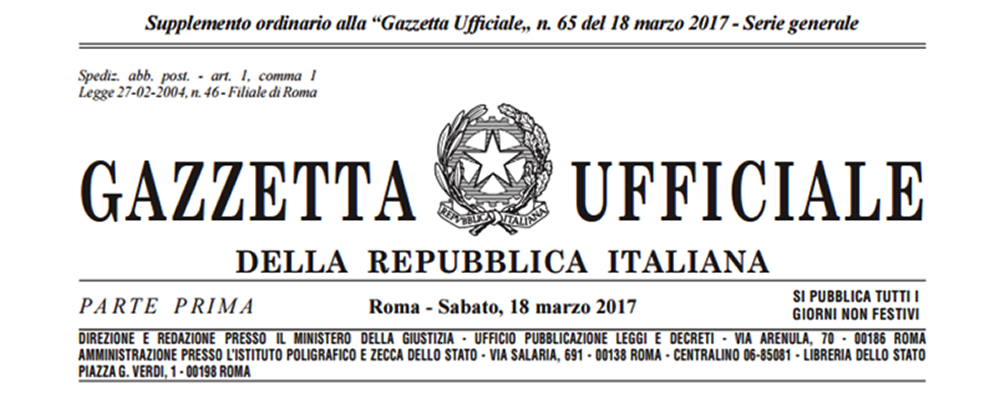 Supplemento ordinario alla “Gazzetta Ufficiale„ n. 65 del 18 marzo 2017 - Serie generale
Spediz. abb. post. - art. 1, comma 1
Legge 27-02-2004, n. 46 - Filiale di Roma
GAZZETTA UFFICIALE
REPVBBLICA ITALIANA
DELLA REPUBBLICA ITALIANA
PARTE PRIMA
Roma - Sabato, 18 marzo 2017
SI PUBBLICA TUTTI I
GIORNI NON FESTIVI
DIREZIONE E REDAZIONE PRESSO IL MINISTERO DELLA GIUSTIZIA - UFFICIO PUBBLICAZIONE LEGGI E DECRETI - VIA ARENULA, 70 - 00186 ROMA
AMMINISTRAZIONE PRESSO L'ISTITUTO POLIGRAFICO E ZECCA DELLO STATO - VIA SALARIA, 691 - 00138 ROMA - CENTRALINO 06-85081 - LIBRERIA DELLO STATO
PIAZZA G. VERDI, 1 - 00198 ROMA